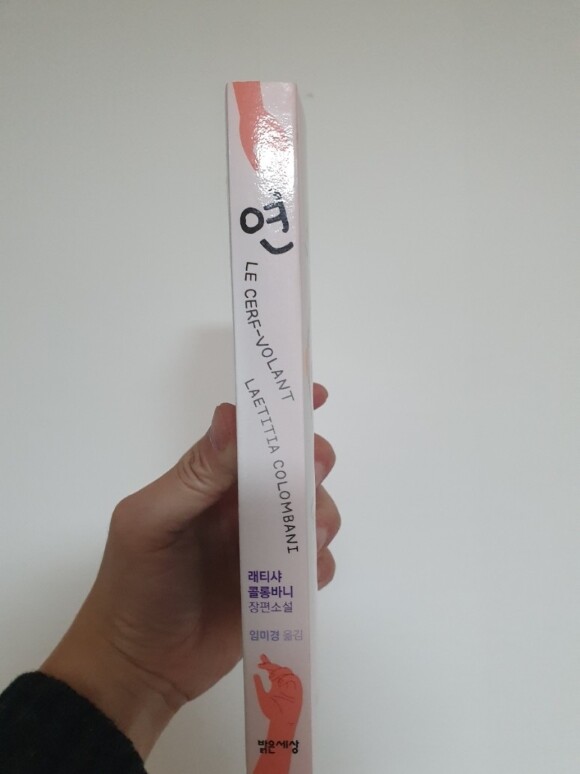 연
LE CERF-VOLANT
LAETITIA COLOMBANI
래티샤
콜롱바니
장편소설
임미경 옮김
밝은세상